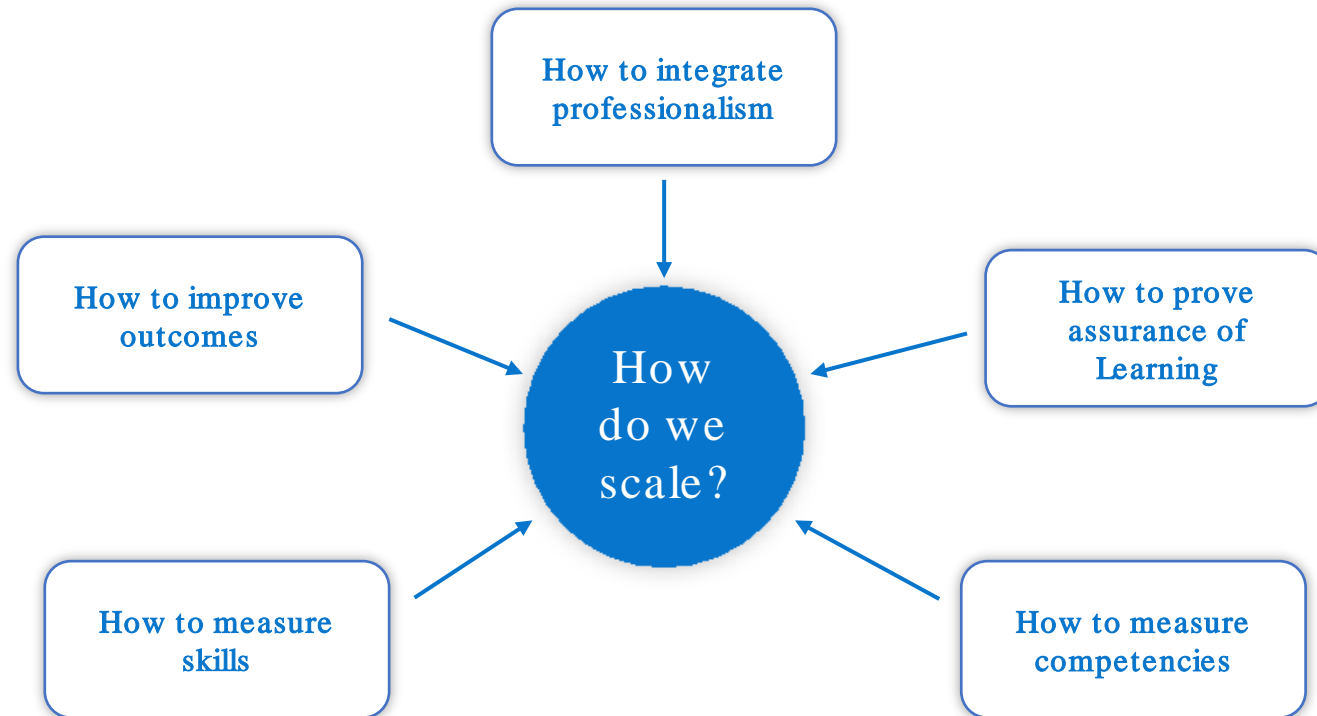 How to integrate
professionalism
How to improve
outcomes
How to prove
assurance of
Learning
How
do we
scale?
How to measure
skills
How to measure
competencies